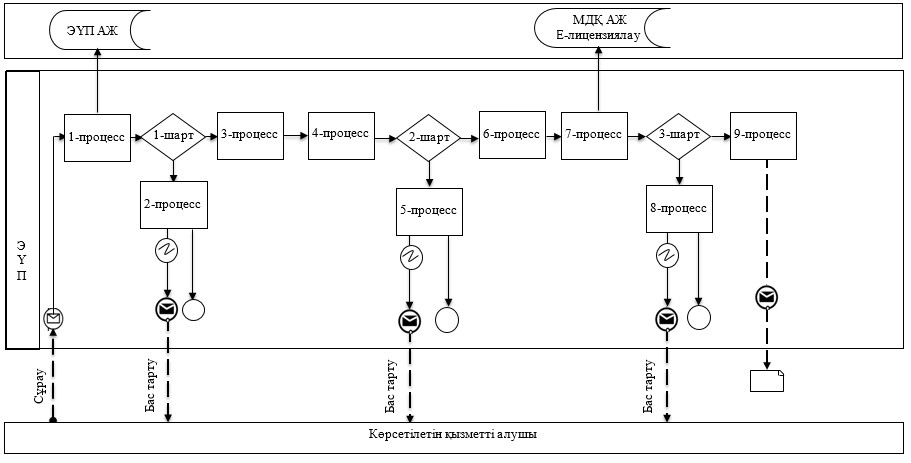 ЭҮП АЖ
МДҚ АЖ
Е-лицензиялау
1-процесс
1-шарт
3-процесс
4-процесс
2-шарт
6-процесс
7-процесс
3-шарт
9-процесс
2-процесс
5-процесс
8-процесс
Э
Ү
П
Сұрау
Бас тарту
Бас тарту
Бас тарту
Көрсетілетін қызметті алушы